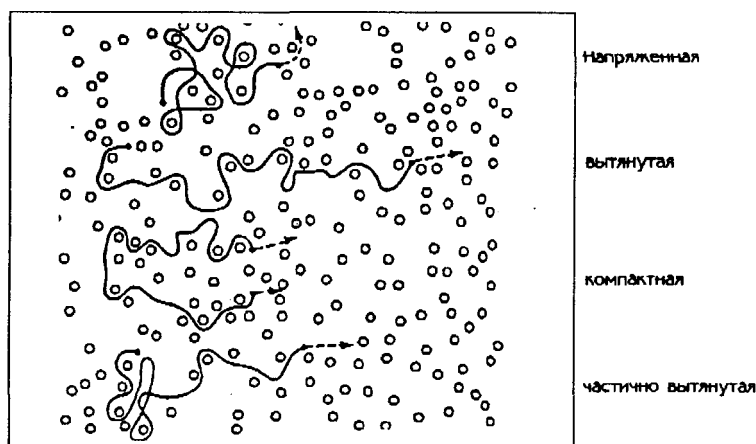 Напряженная
вытянутая
компактная
частично вытянутая